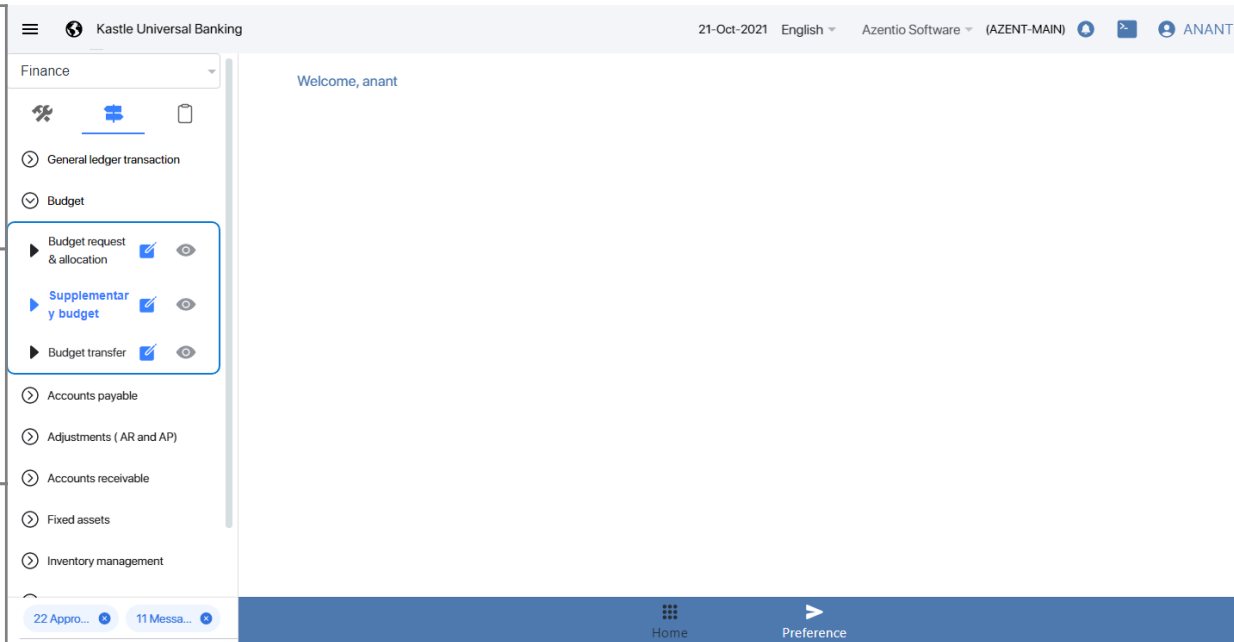 Kastle Universal Banking
21-Oct-2021 English Azentio Software (AZENT-MAIN) ANANT
Finance
Welcome, anant
General ledger transaction
Budget
Budget request
& allocation
Supplementar
y budget
Budget transfer
Accounts payable
Adjustments ( AR and AP)
Accounts receivable
Fixed assets
Inventory management
22 Appro... 11 Messa...
Home Preference